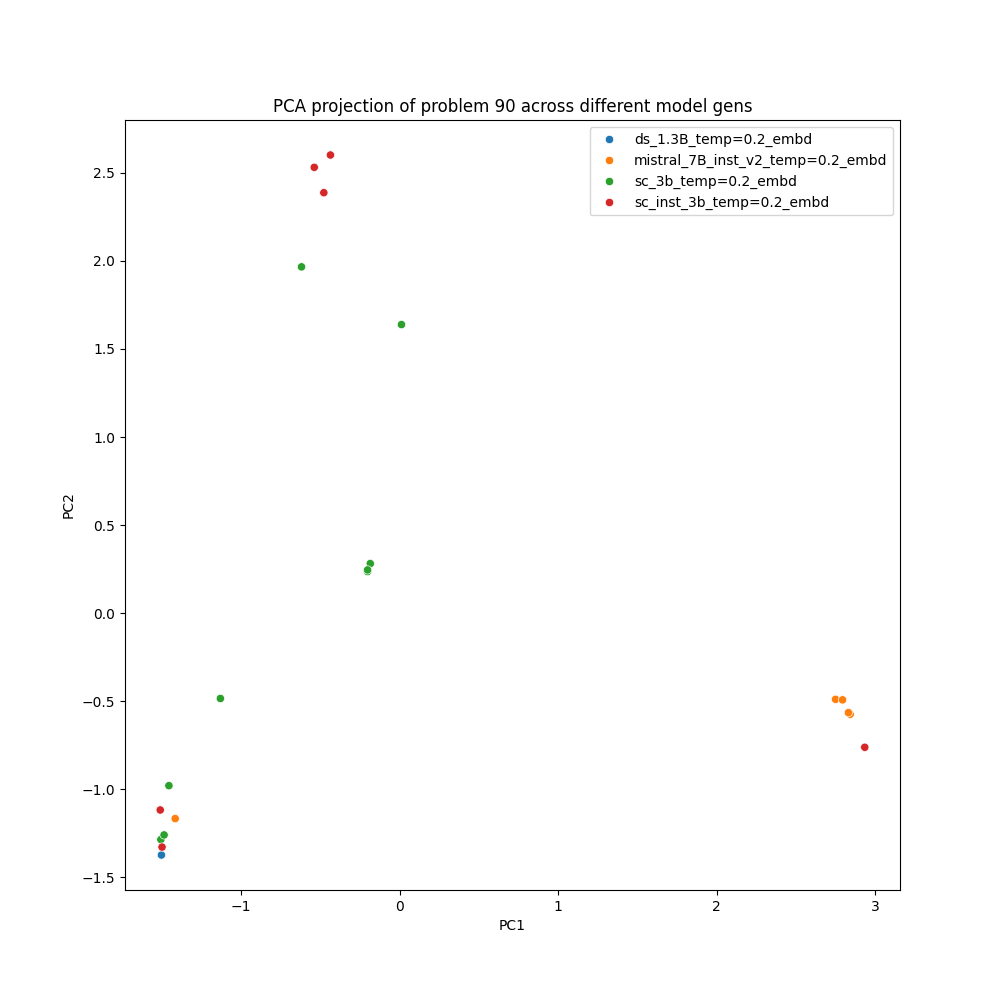 PCA projection of problem 90 across different model gens
ds_1.3B_temp=0.2_embd
mistral_7B_inst_v2_temp=0.2_embd
sc_3b_temp=0.2_embd
sc_inst_3b_temp=0.2_embd
2.5
2.0
1.5
1.0
0.5
0.0
−0.5
−1.0
−1.5
PC2
−1 0 1 2 3
PC1